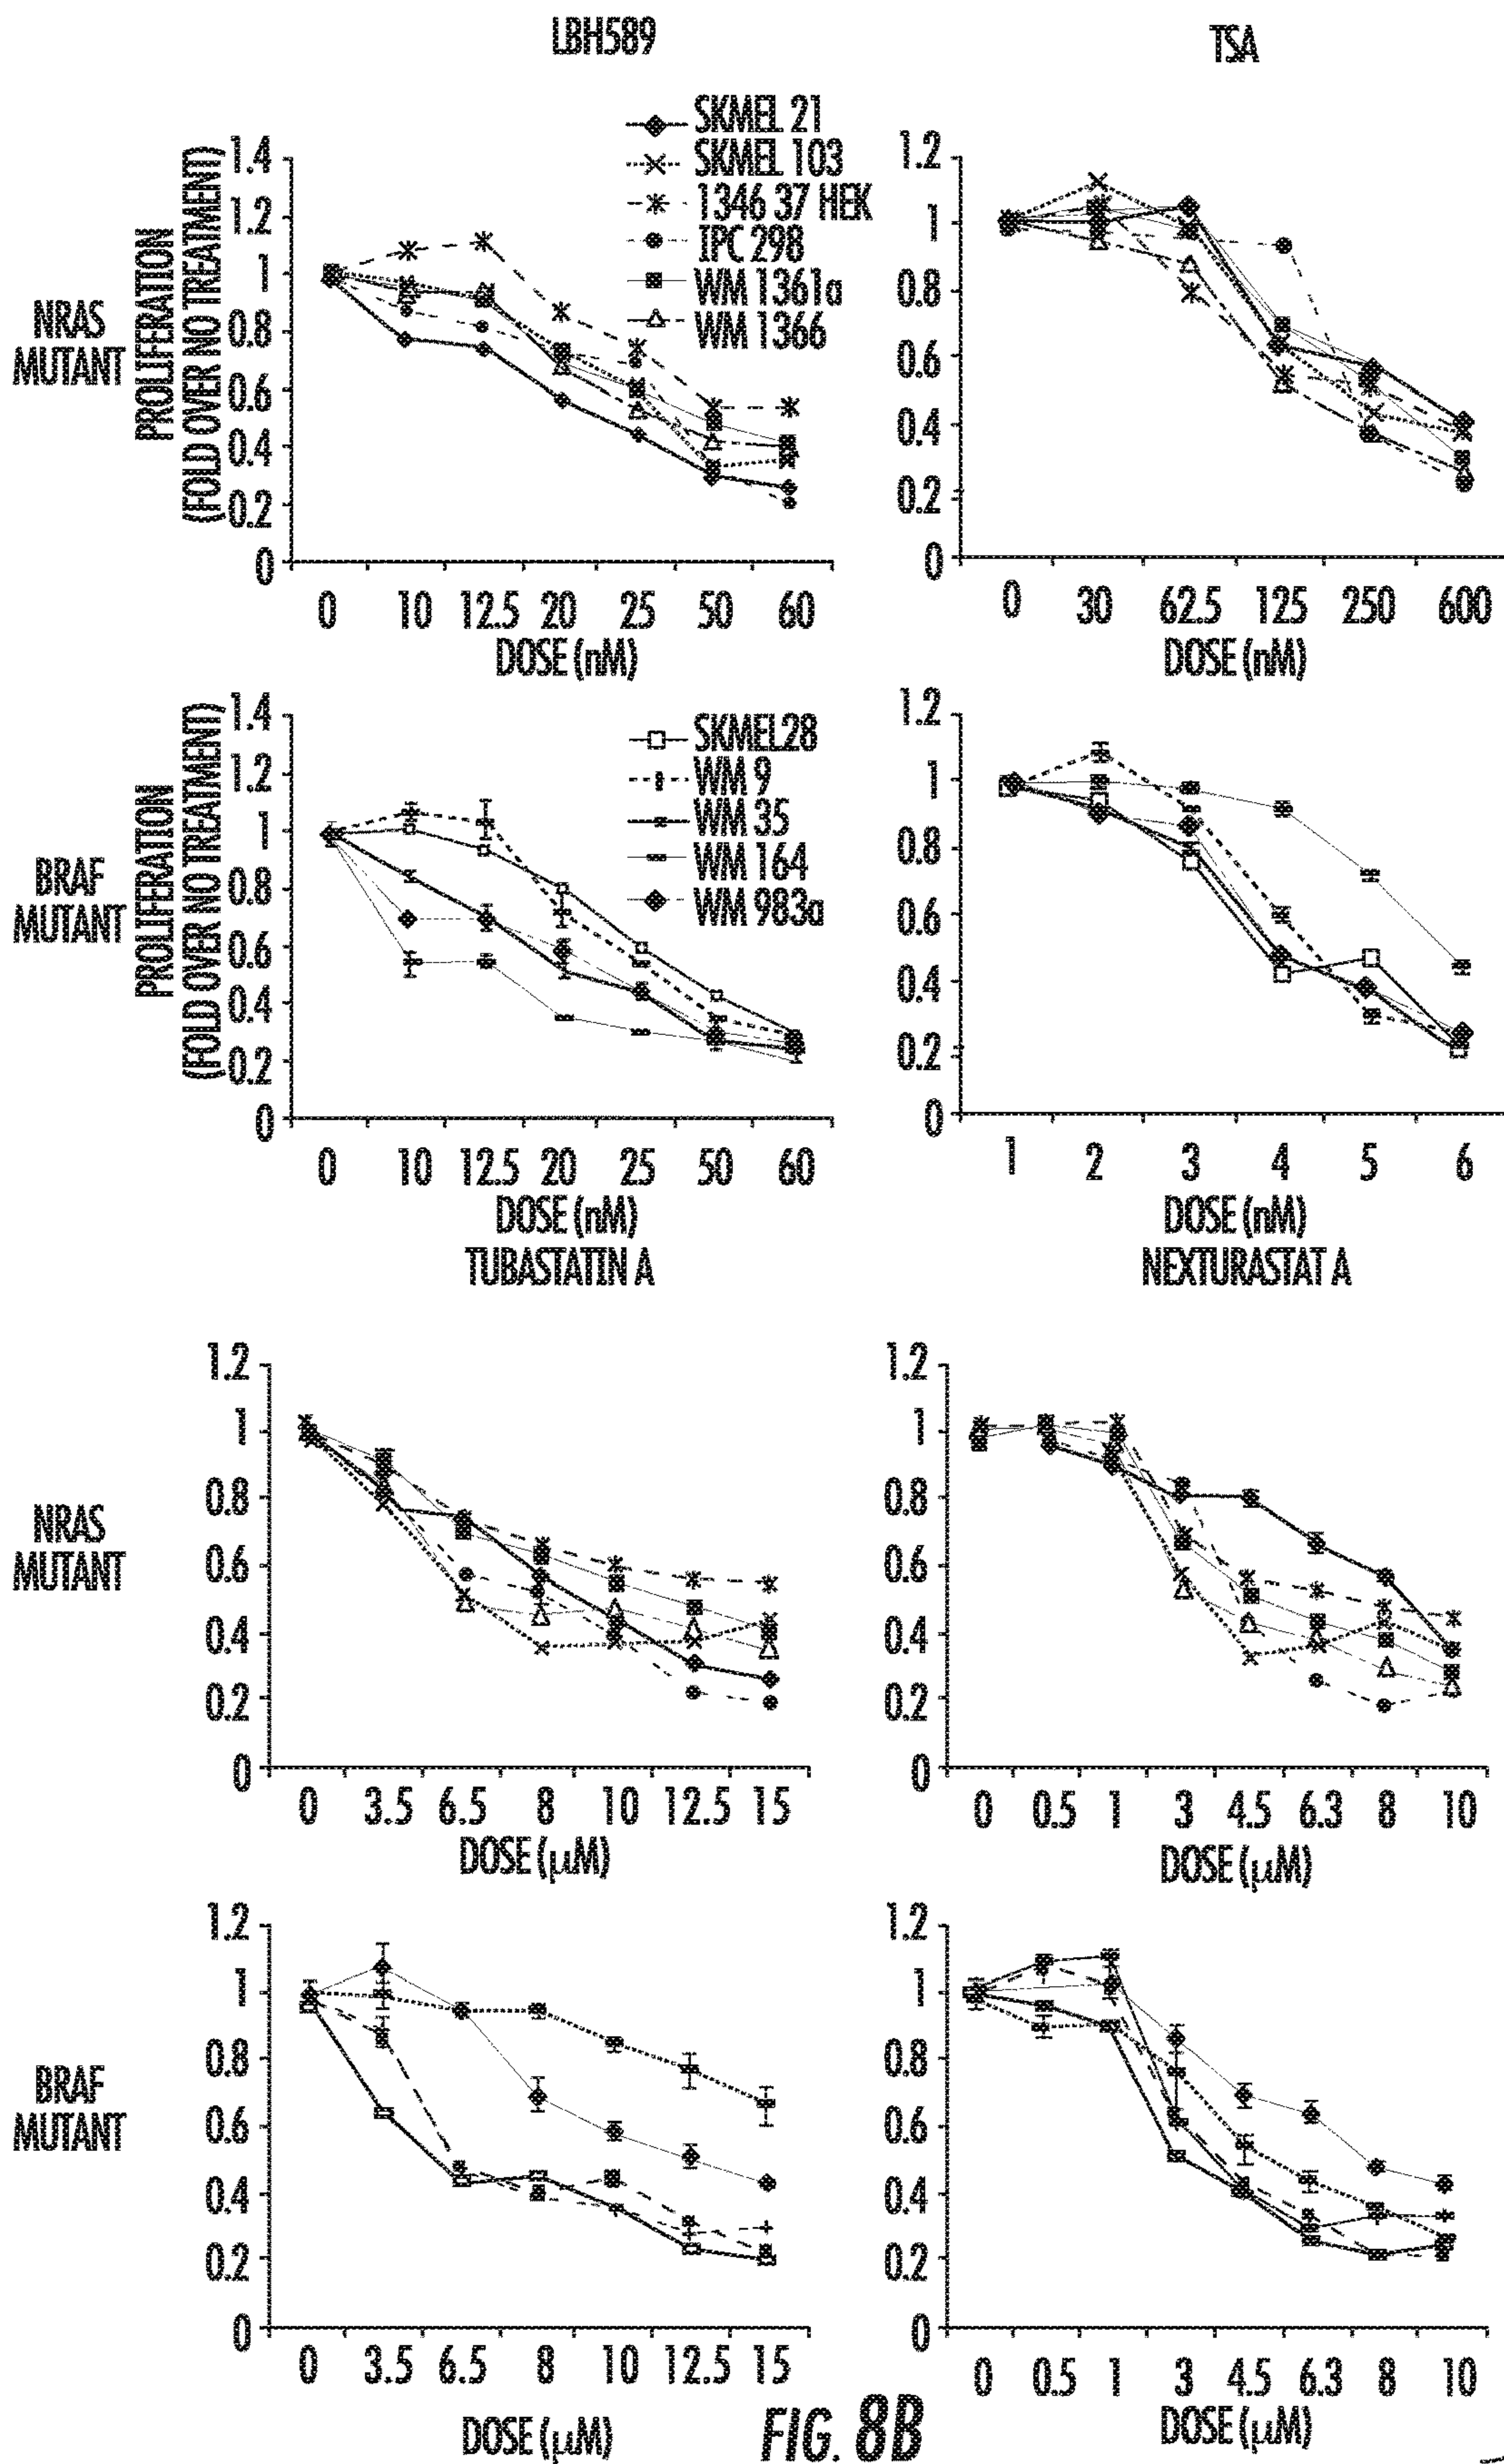 LBH589
TSA
NRAS
MUTANT
PROLIFERATION
(FOLD OVER NO TREATMENT)
1.4
1.2
1
0.8
0.6
0.4
0.2
0
SKMEL 21
SKMEL 103
1346 37 HEK
IPC 298
WM 1361a
WM 1366
0 10 12.5 20 25 50 60
DOSE (nM)
1.2
1
0.8
0.6
0.4
0.2
0
0 30 62.5 125 250 600
DOSE (nM)
BRAF
MUTANT
PROLIFERATION
(FOLD OVER NO TREATMENT)
1.4
1.2
1
0.8
0.6
0.4
0.2
0
SKMEL28
WM 9
WM 35
WM 164
WM 983a
0 10 12.5 20 25 50 60
DOSE (nM)
1.2
1
0.8
0.6
0.4
0.2
0
1 2 3 4 5 6
DOSE (nM)
TUBASTATIN A
NEXTURASTAT A
NRAS
MUTANT
1.2
1
0.8
0.6
0.4
0.2
0
0 3.5 6.5 8 10 12.5 15
DOSE (µM)
1.2
1
0.8
0.6
0.4
0.2
0
0 0.5 1 3 4.5 6.3 8 10
DOSE (µM)
BRAF
MUTANT
1.2
1
0.8
0.6
0.4
0.2
0
0 3.5 6.5 8 10 12.5 15
DOSE (µM)
1.2
1
0.8
0.6
0.4
0.2
0
0 0.5 1 3 4.5 6.3 8 10
DOSE (µM)
FIG. 8B